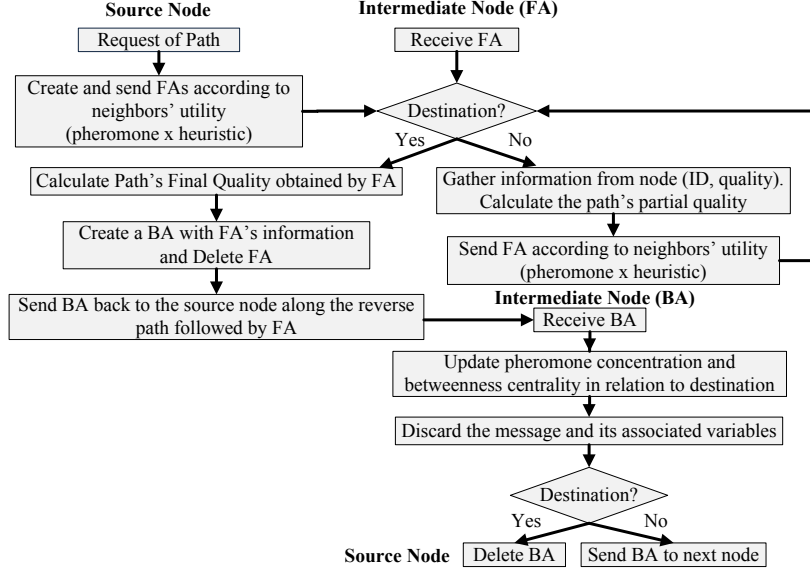 Source Node
Intermediate Node (FA)
Request of Path
Receive FA
Create and send FAs according to
neighbors' utility
(pheromone x heuristic)
Destination?
Yes
No
Calculate Path's Final Quality obtained by FA
Gather information from node (ID, quality).
Calculate the path's partial quality
Create a BA with FA's information
and Delete FA
Send FA according to neighbors' utility
(pheromone x heuristic)
Send BA back to the source node along the reverse
path followed by FA
Intermediate Node (BA)
Receive BA
Update pheromone concentration and
betweenness centrality in relation to destination
Discard the message and its associated variables
Destination?
Yes
No
Source Node
Delete BA
Send BA to next node